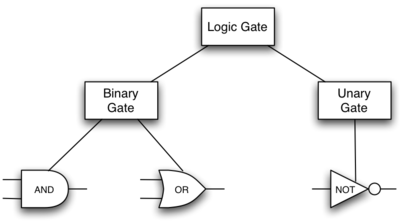 Logic Gate
Binary
Gate
Unary
Gate
AND
OR
NOT